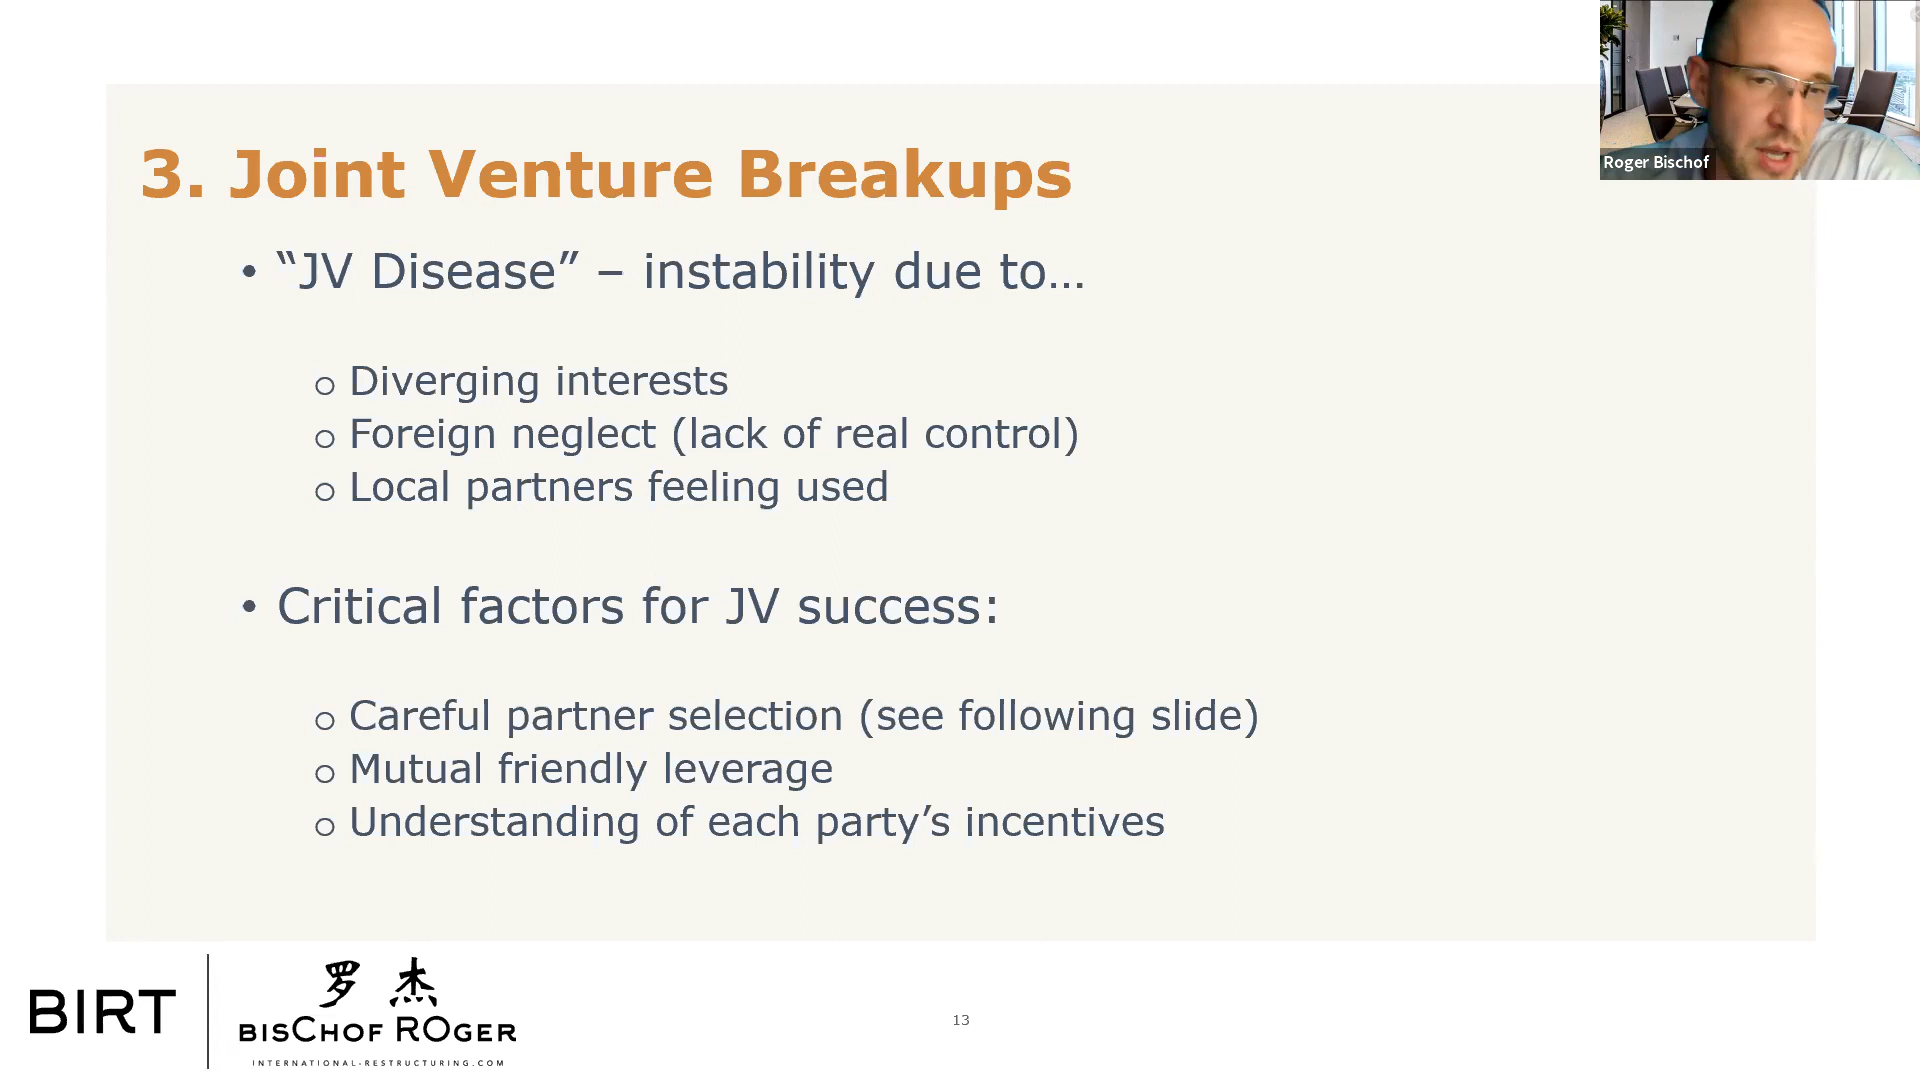 Roger Bischof
3. Joint Venture Breakups
• “JV Disease” – instability due to…
o Diverging interests
o Foreign neglect (lack of real control)
o Local partners feeling used
• Critical factors for JV success:
o Careful partner selection (see following slide)
o Mutual friendly leverage
o Understanding of each party’s incentives
BIRT
罗 杰
BISCHOF ROGER
INTERNATIONAL-RESTRUCTURING.COM
13